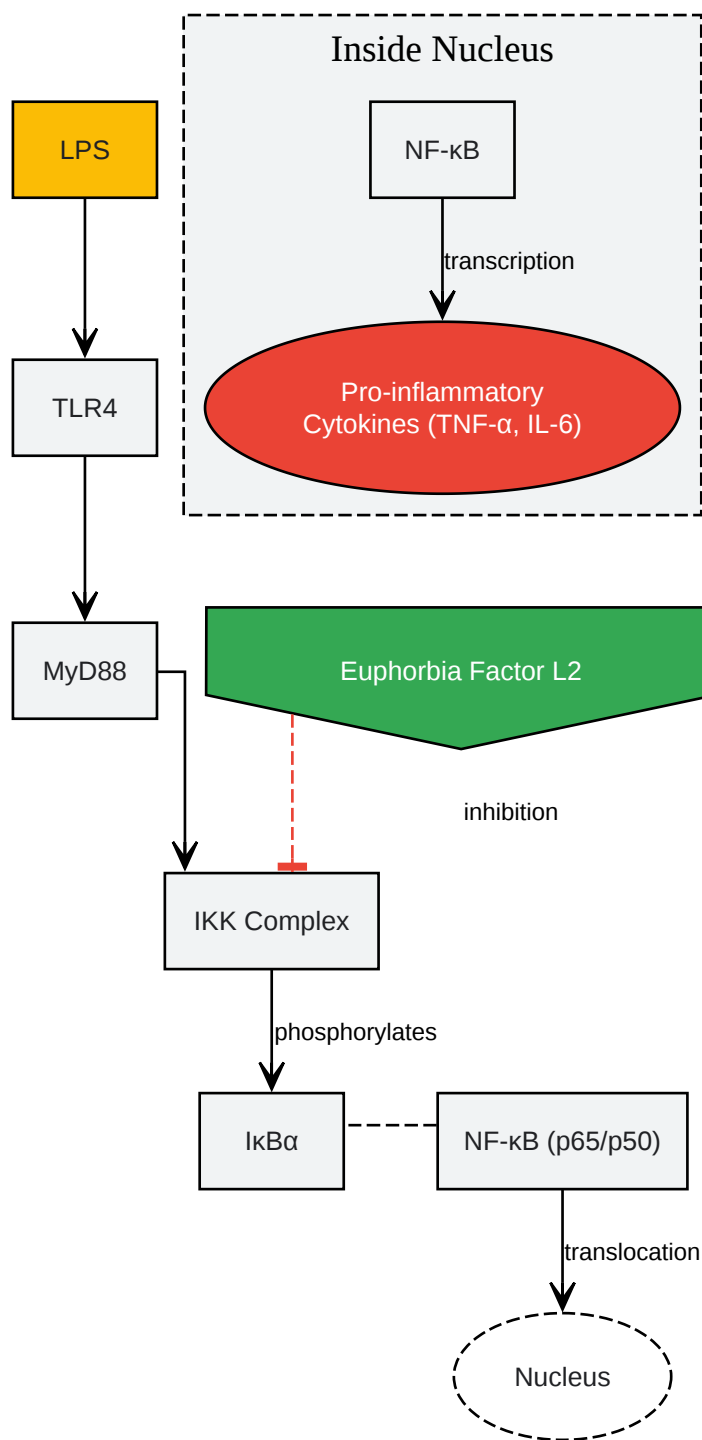 Inside Nucleus
LPS
NF-κB
transcription
TLR4
Pro-inflammatory
Cytokines (TNF-α, IL-6)
MyD88
Euphorbia Factor L2
inhibition
IKK Complex
phosphorylates
IκBα
NF-κB (p65/p50)
translocation
Nucleus